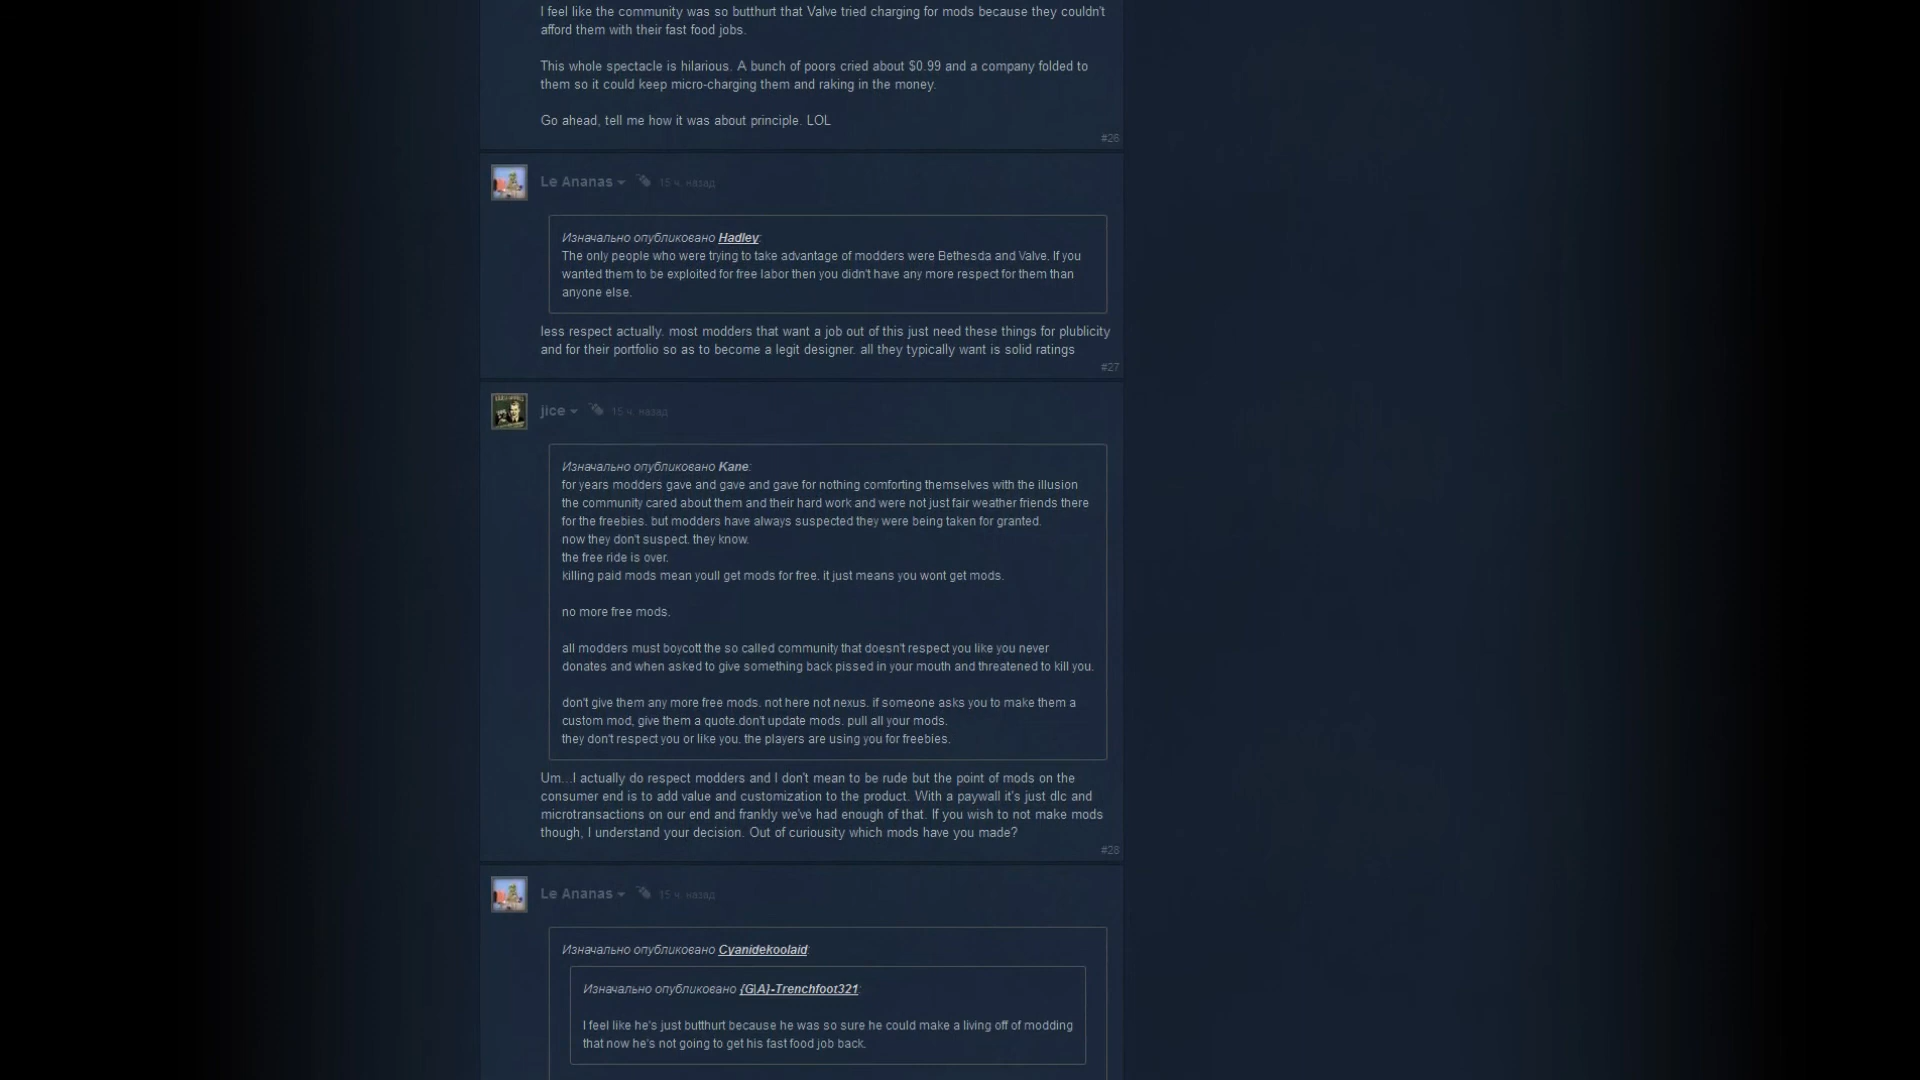 I feel like the community was so butthurt that Valve tried charging for mods because they couldn't
afford them with their fast food jobs.
This whole spectacle is hilarious. A bunch of poors cried about $0.99 and a company folded to
them so it could keep micro-charging them and raking in the money.
Go ahead, tell me how it was about principle. LOL
#26
Le Ananas 15 ч. назад
Изначально опубликовано Hadley:
The only people who were trying to take advantage of modders were Bethesda and Valve. If you
wanted them to be exploited for free labor then you didn't have any more respect for them than
anyone else.
less respect actually. most modders that want a job out of this just need these things for plublicity
and for their portfolio so as to become a legit designer. all they typically want is solid ratings
#27
jice 15 ч. назад
Изначально опубликовано Kane:
for years modders gave and gave and gave for nothing comforting themselves with the illusion
the community cared about them and their hard work and were not just fair weather friends there
for the freebies. but modders have always suspected they were being taken for granted.
now they don't suspect. they know.
the free ride is over.
killing paid mods mean youll get mods for free. it just means you wont get mods.
no more free mods.
all modders must boycott the so called community that doesn't respect you like you never
donates and when asked to give something back pissed in your mouth and threatened to kill you.
don't give them any more free mods. not here not nexus. if someone asks you to make them a
custom mod, give them a quote.don't update mods. pull all your mods.
they don't respect you or like you. the players are using you for freebies.
Um...I actually do respect modders and I don't mean to be rude but the point of mods on the
consumer end is to add value and customization to the product. With a paywall it's just dlc and
microtransactions on our end and frankly we've had enough of that. If you wish to not make mods
though, I understand your decision. Out of curiousity which mods have you made?
#28
Le Ananas 15 ч. назад
Изначально опубликовано Cyanidekoolaid:
Изначально опубликовано {G\A}-Trenchfoot321:
I feel like he's just butthurt because he was so sure he could make a living off of modding
that now he's not going to get his fast food job back.